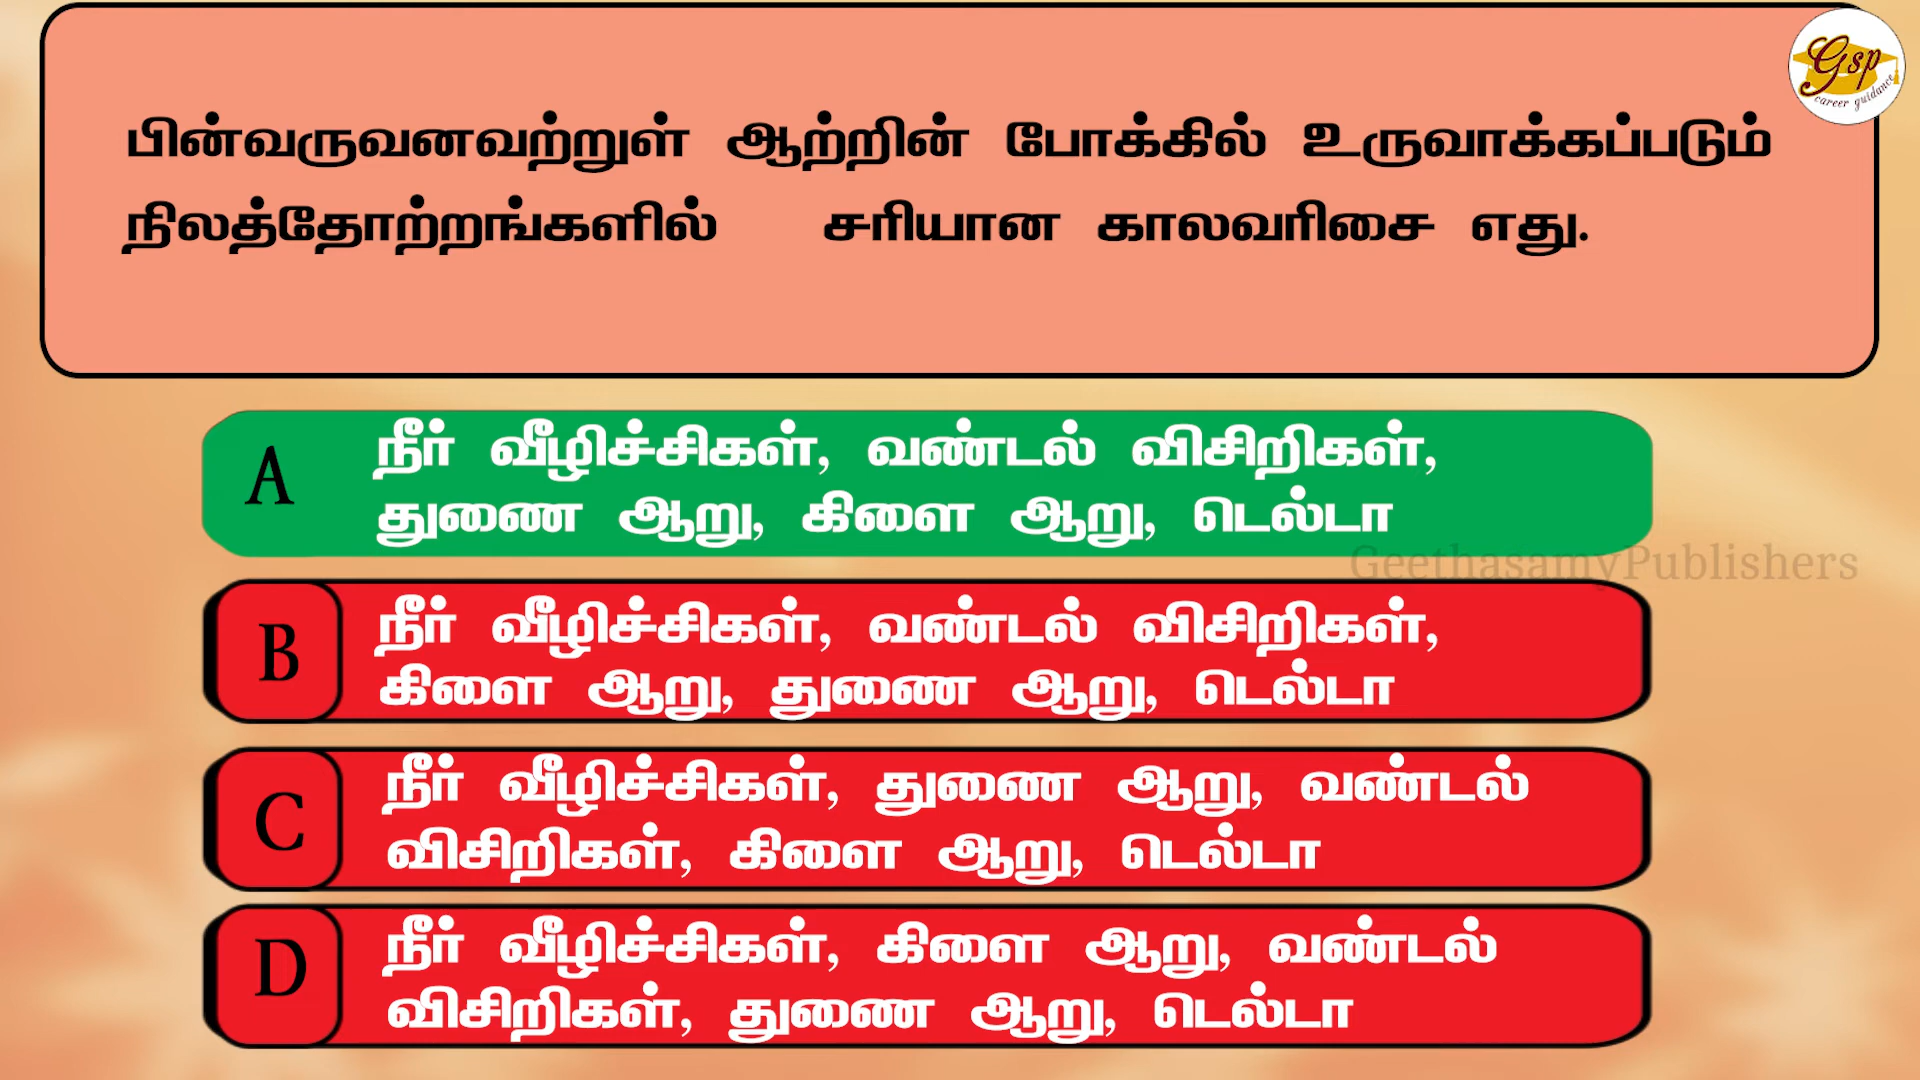 Gsp
career guidance
பின்வருவனவற்றுள் ஆற்றின் போக்கில் உருவாக்கப்படும்
நிலத்தோற்றங்களில் சரியான காலவரிசை எது.
A
நீர் வீழிச்சிகள், வண்டல் விசிறிகள்,
துணை ஆறு, கிளை ஆறு, டெல்டா
GeethasamyPublishers
B
நீர் வீழிச்சிகள், வண்டல் விசிறிகள்,
கிளை ஆறு, துணை ஆறு, டெல்டா
C
நீர் வீழிச்சிகள், துணை ஆறு, வண்டல்
விசிறிகள், கிளை ஆறு, டெல்டா
D
நீர் வீழிச்சிகள், கிளை ஆறு, வண்டல்
விசிறிகள், துணை ஆறு, டெல்டா